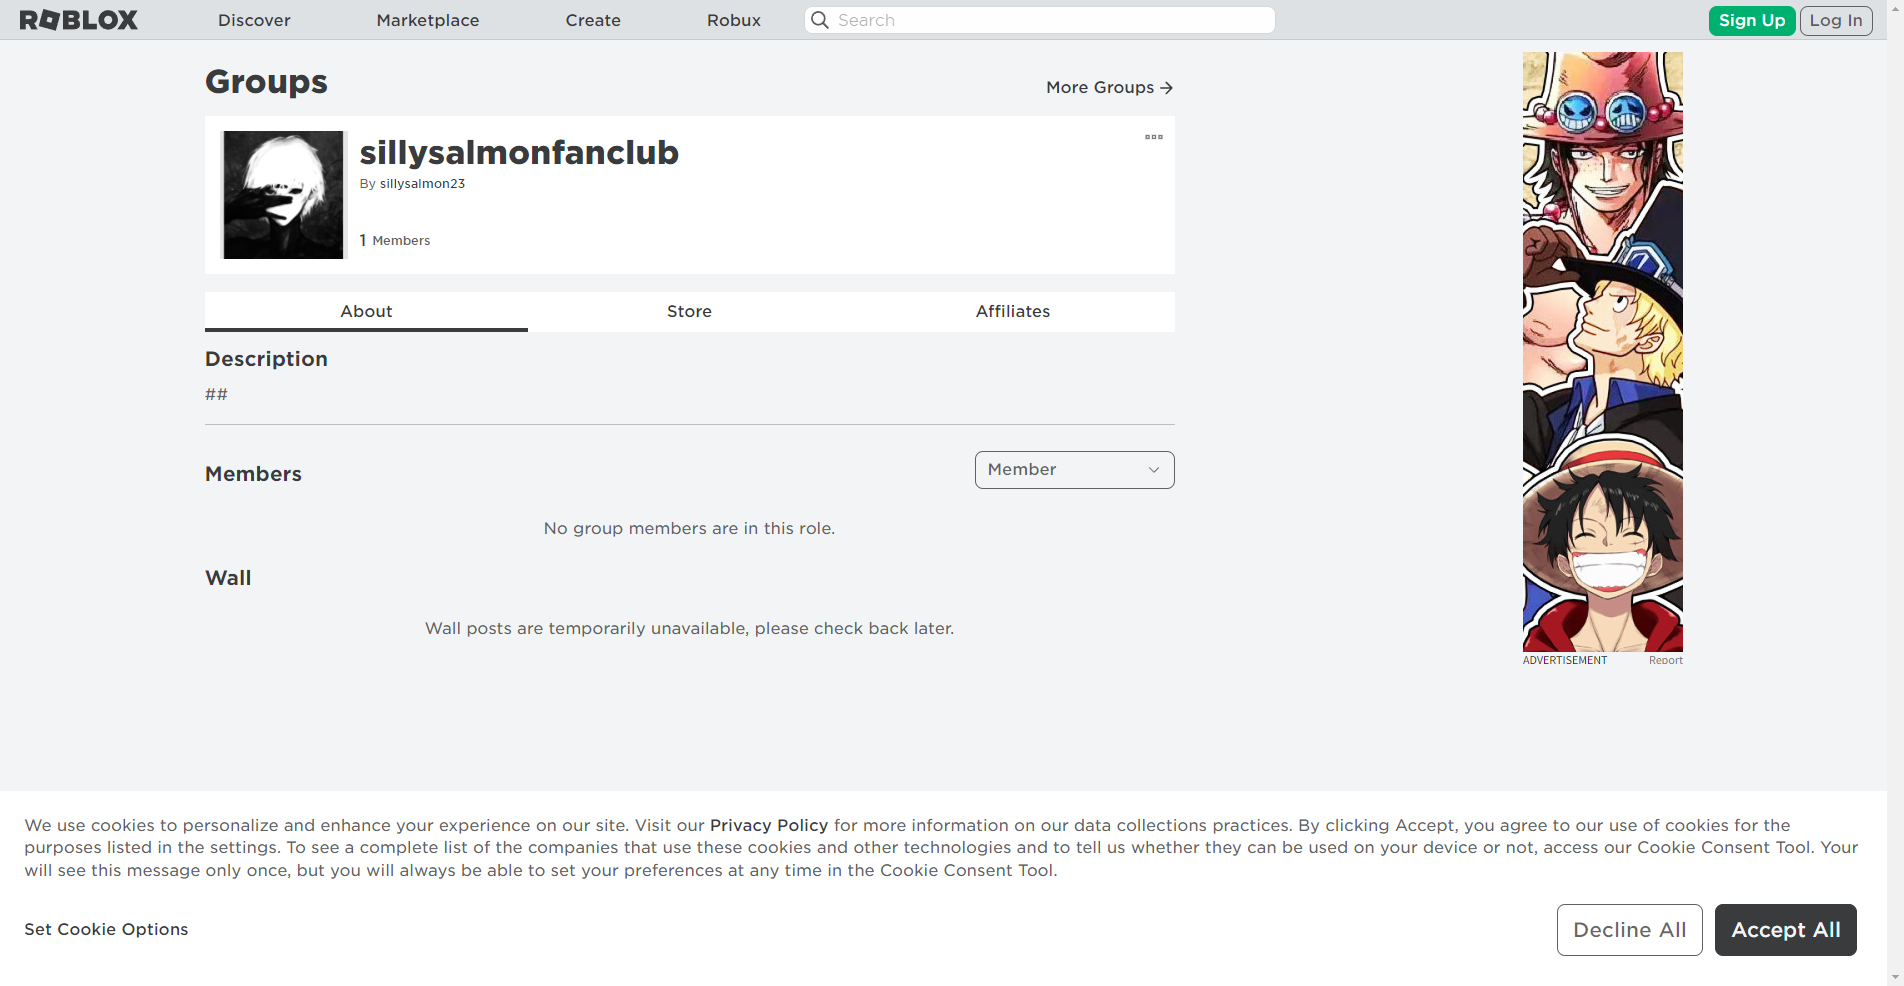 ROBLOX Discover Marketplace Create Robux Search Sign Up Log In
Groups
More Groups
sillysalmonfanclub
By sillysalmon23
1 Members
About Store Affiliates
Description
##
Members
Member
No group members are in this role.
Wall
Wall posts are temporarily unavailable, please check back later.
ADVERTISEMENT Report
We use cookies to personalize and enhance your experience on our site. Visit our Privacy Policy for more information on our data collections practices. By clicking Accept, you agree to our use of cookies for the
purposes listed in the settings. To see a complete list of the companies that use these cookies and other technologies and to tell us whether they can be used on your device or not, access our Cookie Consent Tool. Your
will see this message only once, but you will always be able to set your preferences at any time in the Cookie Consent Tool.
Set Cookie Options
Decline All
Accept All